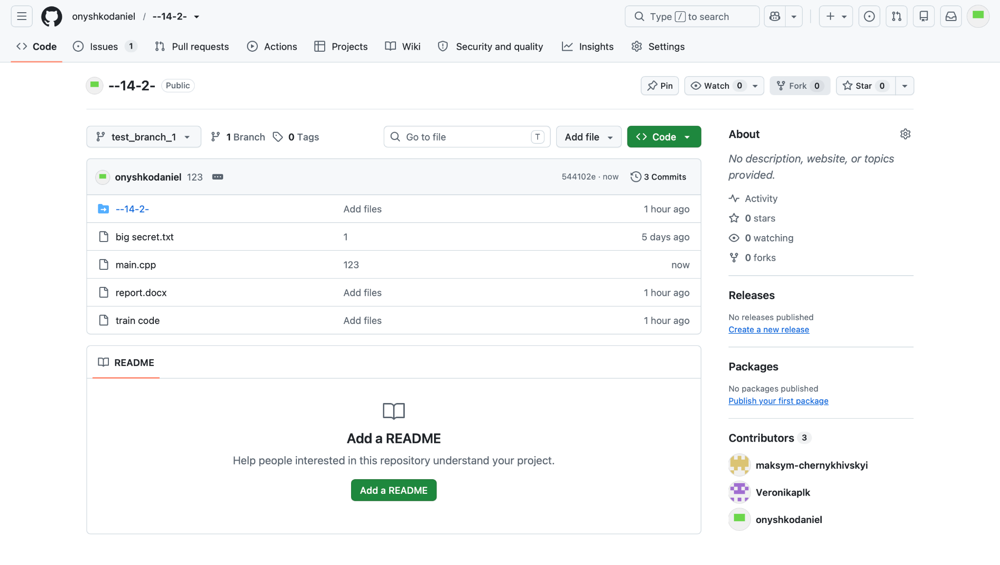 onyshkodaniel / --14-2-
Type / to search
Code
Issues 1
Pull requests
Actions
Projects
Wiki
Security and quality
Insights
Settings
--14-2- Public
Pin
Watch 0
Fork 0
Star 0
test_branch_1
1 Branch
0 Tags
Go to file T
Add file
Code
onyshkodaniel 123
544102e · now
3 Commits
--14-2- Add files 1 hour ago
big secret.txt 1 5 days ago
main.cpp 123 now
report.docx Add files 1 hour ago
train code Add files 1 hour ago
README
Add a README
Help people interested in this repository understand your project.
Add a README
About
No description, website, or topics
provided.
Activity
0 stars
0 watching
0 forks
Releases
No releases published
Create a new release
Packages
No packages published
Publish your first package
Contributors 3
maksym-chernykhivskyi
Veronikaplk
onyshkodaniel